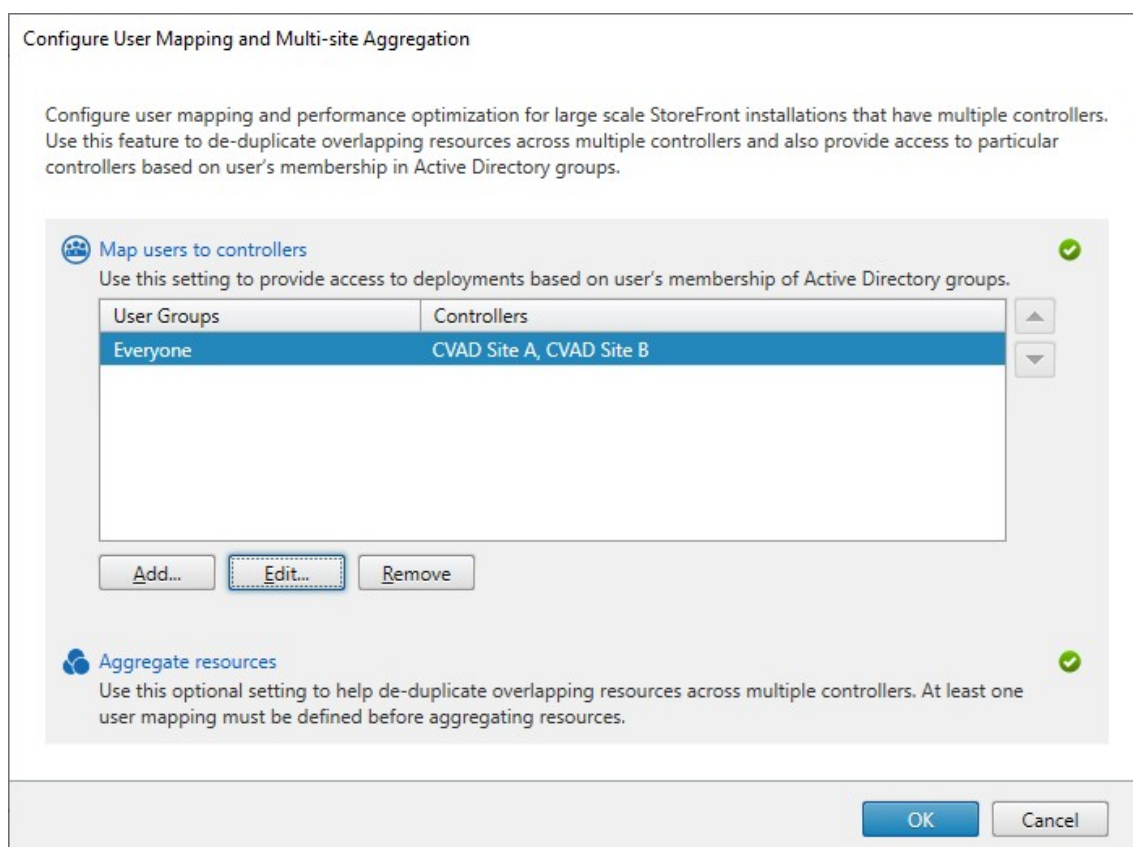 Configure User Mapping and Multi-site Aggregation
Configure user mapping and performance optimization for large scale StoreFront installations that have multiple controllers.
Use this feature to de-duplicate overlapping resources across multiple controllers and also provide access to particular
controllers based on user's membership in Active Directory groups.
Map users to controllers
Use this setting to provide access to deployments based on user's membership of Active Directory groups.
User Groups Controllers
Everyone CVAD Site A, CVAD Site B
Add... Edit... Remove
Aggregate resources
Use this optional setting to help de-duplicate overlapping resources across multiple controllers. At least one
user mapping must be defined before aggregating resources.
OK Cancel